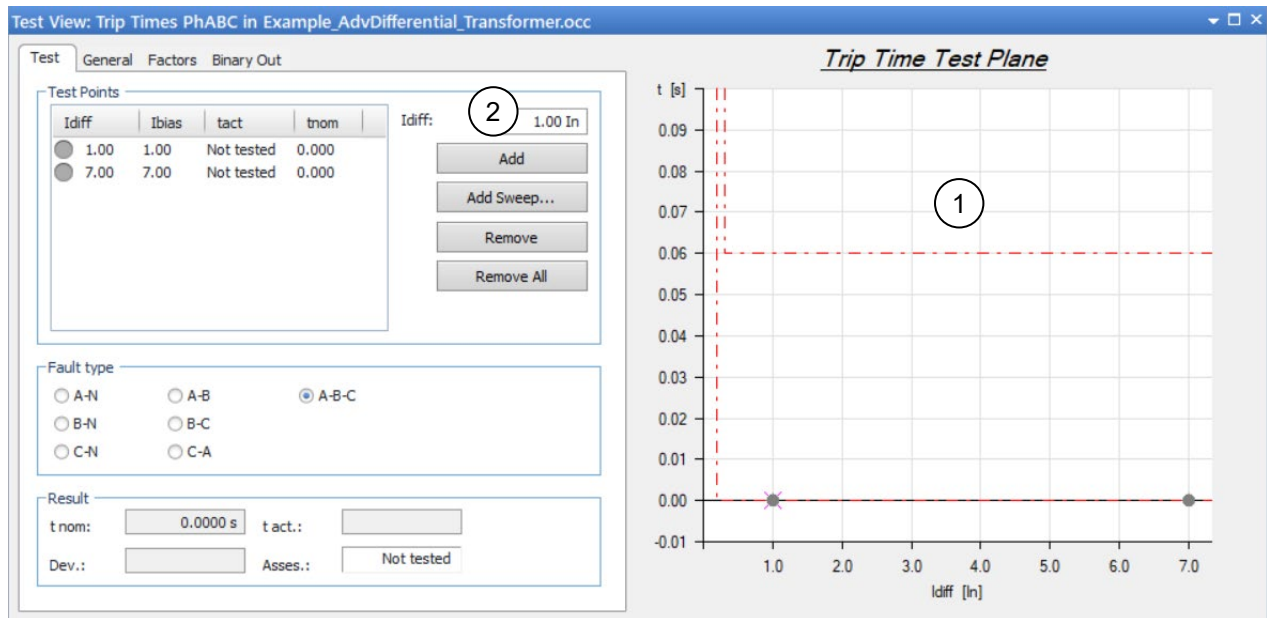 Test View: Trip Times PhABC in Example_AdvDifferential_Transformer.occ
Test General Factors Binary Out
Test Points
Idiff Ibias tact tnom
1.00 1.00 Not tested 0.000
7.00 7.00 Not tested 0.000
Idiff: 2 1.00 In
Add
Add Sweep...
Remove
Remove All
Fault type
A-N A-B A-B-C
B-N B-C
C-N C-A
Result
t nom: 0.0000 s t act.:
Dev.: Asses.: Not tested
Trip Time Test Plane
t [s]
0.09
0.08
0.07
0.06
0.05
0.04
0.03
0.02
0.01
0.00
-0.01
1
1.0 2.0 3.0 4.0 5.0 6.0 7.0
Idiff [In]